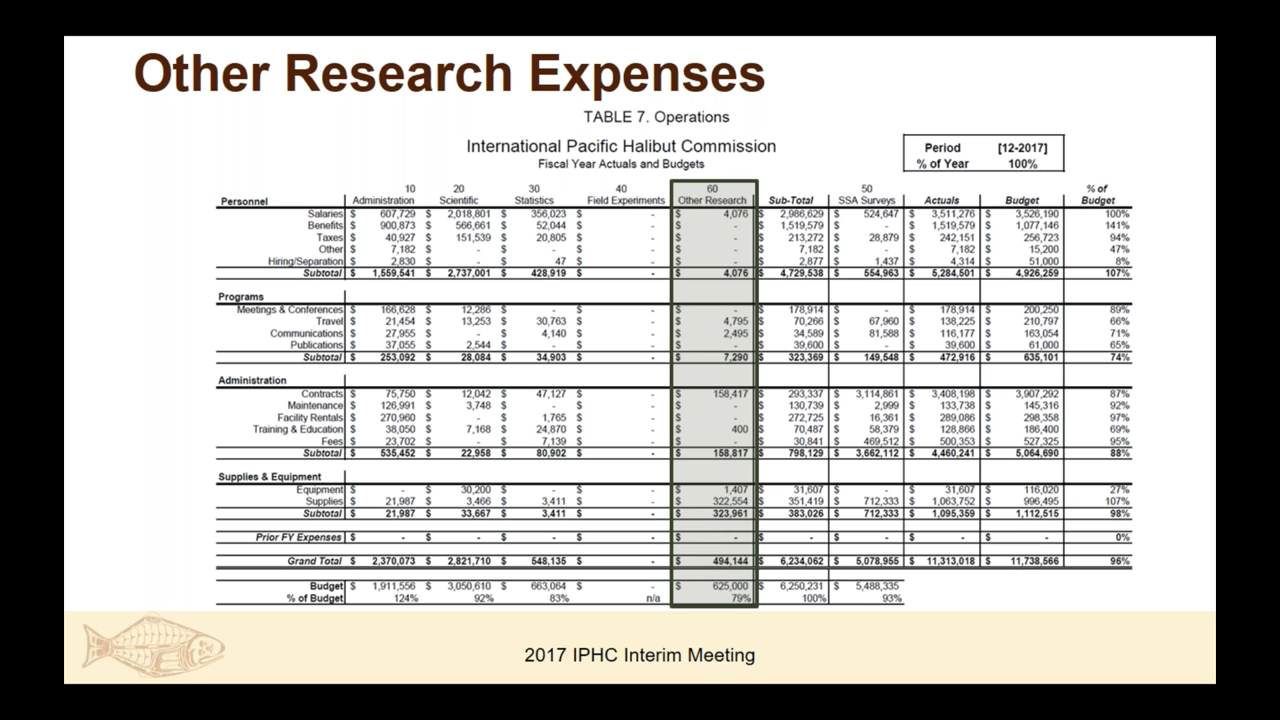 Other Research Expenses
TABLE 7. Operations
International Pacific Halibut Commission
Fiscal Year Actuals and Budgets
Period [12-2017]
% of Year 100%
10 20 30 40 60 50 % of
Personnel Administration Scientific Statistics Field Experiments Other Research Sub-Total SSA Surveys Actuals Budget Budget
Salaries $ 607,729 $ 2,018,801 $ 356,023 $ - $ 4,076 $ 2,986,629 $ 524,647 $ 3,511,276 $ 3,526,190 100%
Benefits $ 900,873 $ 566,661 $ 52,044 $ - $ - $ 1,519,579 $ - $ 1,519,579 $ 1,077,146 141%
Taxes $ 40,927 $ 151,539 $ 20,805 $ - $ - $ 213,272 $ 28,879 $ 242,151 $ 256,723 94%
Other $ 7,182 $ - $ - $ - $ - $ 7,182 $ - $ 7,182 $ 15,200 47%
Hiring/Separation $ 2,830 $ - $ 47 $ - $ - $ 2,877 $ 1,437 $ 4,314 $ 51,000 8%
Subtotal $ 1,559,541 $ 2,737,001 $ 428,919 $ - $ 4,076 $ 4,729,538 $ 554,963 $ 5,284,501 $ 4,926,259 107%
Programs
Meetings & Conferences $ 166,628 $ 12,286 $ - $ - $ - $ 178,914 $ - $ 178,914 $ 200,250 89%
Travel $ 21,454 $ 13,253 $ 30,763 $ - $ 4,795 $ 70,266 $ 67,960 $ 138,225 $ 210,797 66%
Communications $ 27,955 $ - $ 4,140 $ - $ 2,495 $ 34,589 $ 81,588 $ 116,177 $ 163,054 71%
Publications $ 37,055 $ 2,544 $ - $ - $ - $ 39,600 $ - $ 39,600 $ 61,000 65%
Subtotal $ 253,092 $ 28,084 $ 34,903 $ - $ 7,290 $ 323,369 $ 149,548 $ 472,916 $ 635,101 74%
Administration
Contracts $ 75,750 $ 12,042 $ 47,127 $ - $ 158,417 $ 293,337 $ 3,114,861 $ 3,408,198 $ 3,907,292 87%
Maintenance $ 126,991 $ 3,748 $ - $ - $ - $ 130,739 $ 2,999 $ 133,738 $ 145,316 92%
Facility Rentals $ 270,960 $ - $ 1,765 $ - $ - $ 272,725 $ 16,361 $ 289,086 $ 298,358 97%
Training & Education $ 38,050 $ 7,168 $ 24,870 $ - $ 400 $ 70,487 $ 58,379 $ 128,866 $ 186,400 69%
Fees $ 23,702 $ - $ 7,139 $ - $ - $ 30,841 $ 469,512 $ 500,353 $ 527,325 95%
Subtotal $ 535,452 $ 22,958 $ 80,902 $ - $ 158,817 $ 798,129 $ 3,662,112 $ 4,460,241 $ 5,064,690 88%
Supplies & Equipment
Equipment $ - $ 30,200 $ - $ - $ 1,407 $ 31,607 $ - $ 31,607 $ 116,020 27%
Supplies $ 21,987 $ 3,466 $ 3,411 $ - $ 322,554 $ 351,419 $ 712,333 $ 1,063,752 $ 996,495 107%
Subtotal $ 21,987 $ 33,667 $ 3,411 $ - $ 323,961 $ 383,026 $ 712,333 $ 1,095,359 $ 1,112,515 98%
Prior FY Expenses $ - $ - $ - $ - $ - $ - $ - $ - $ - 0%
Grand Total $ 2,370,073 $ 2,821,710 $ 548,135 $ - $ 494,144 $ 6,234,062 $ 5,078,955 $ 11,313,018 $ 11,738,566 96%
Budget $ 1,911,556 $ 3,050,610 $ 663,064 $ - $ 625,000 $ 6,250,231 $ 5,488,335
% of Budget 124% 92% 83% n/a 79% 100% 93%
2017 IPHC Interim Meeting